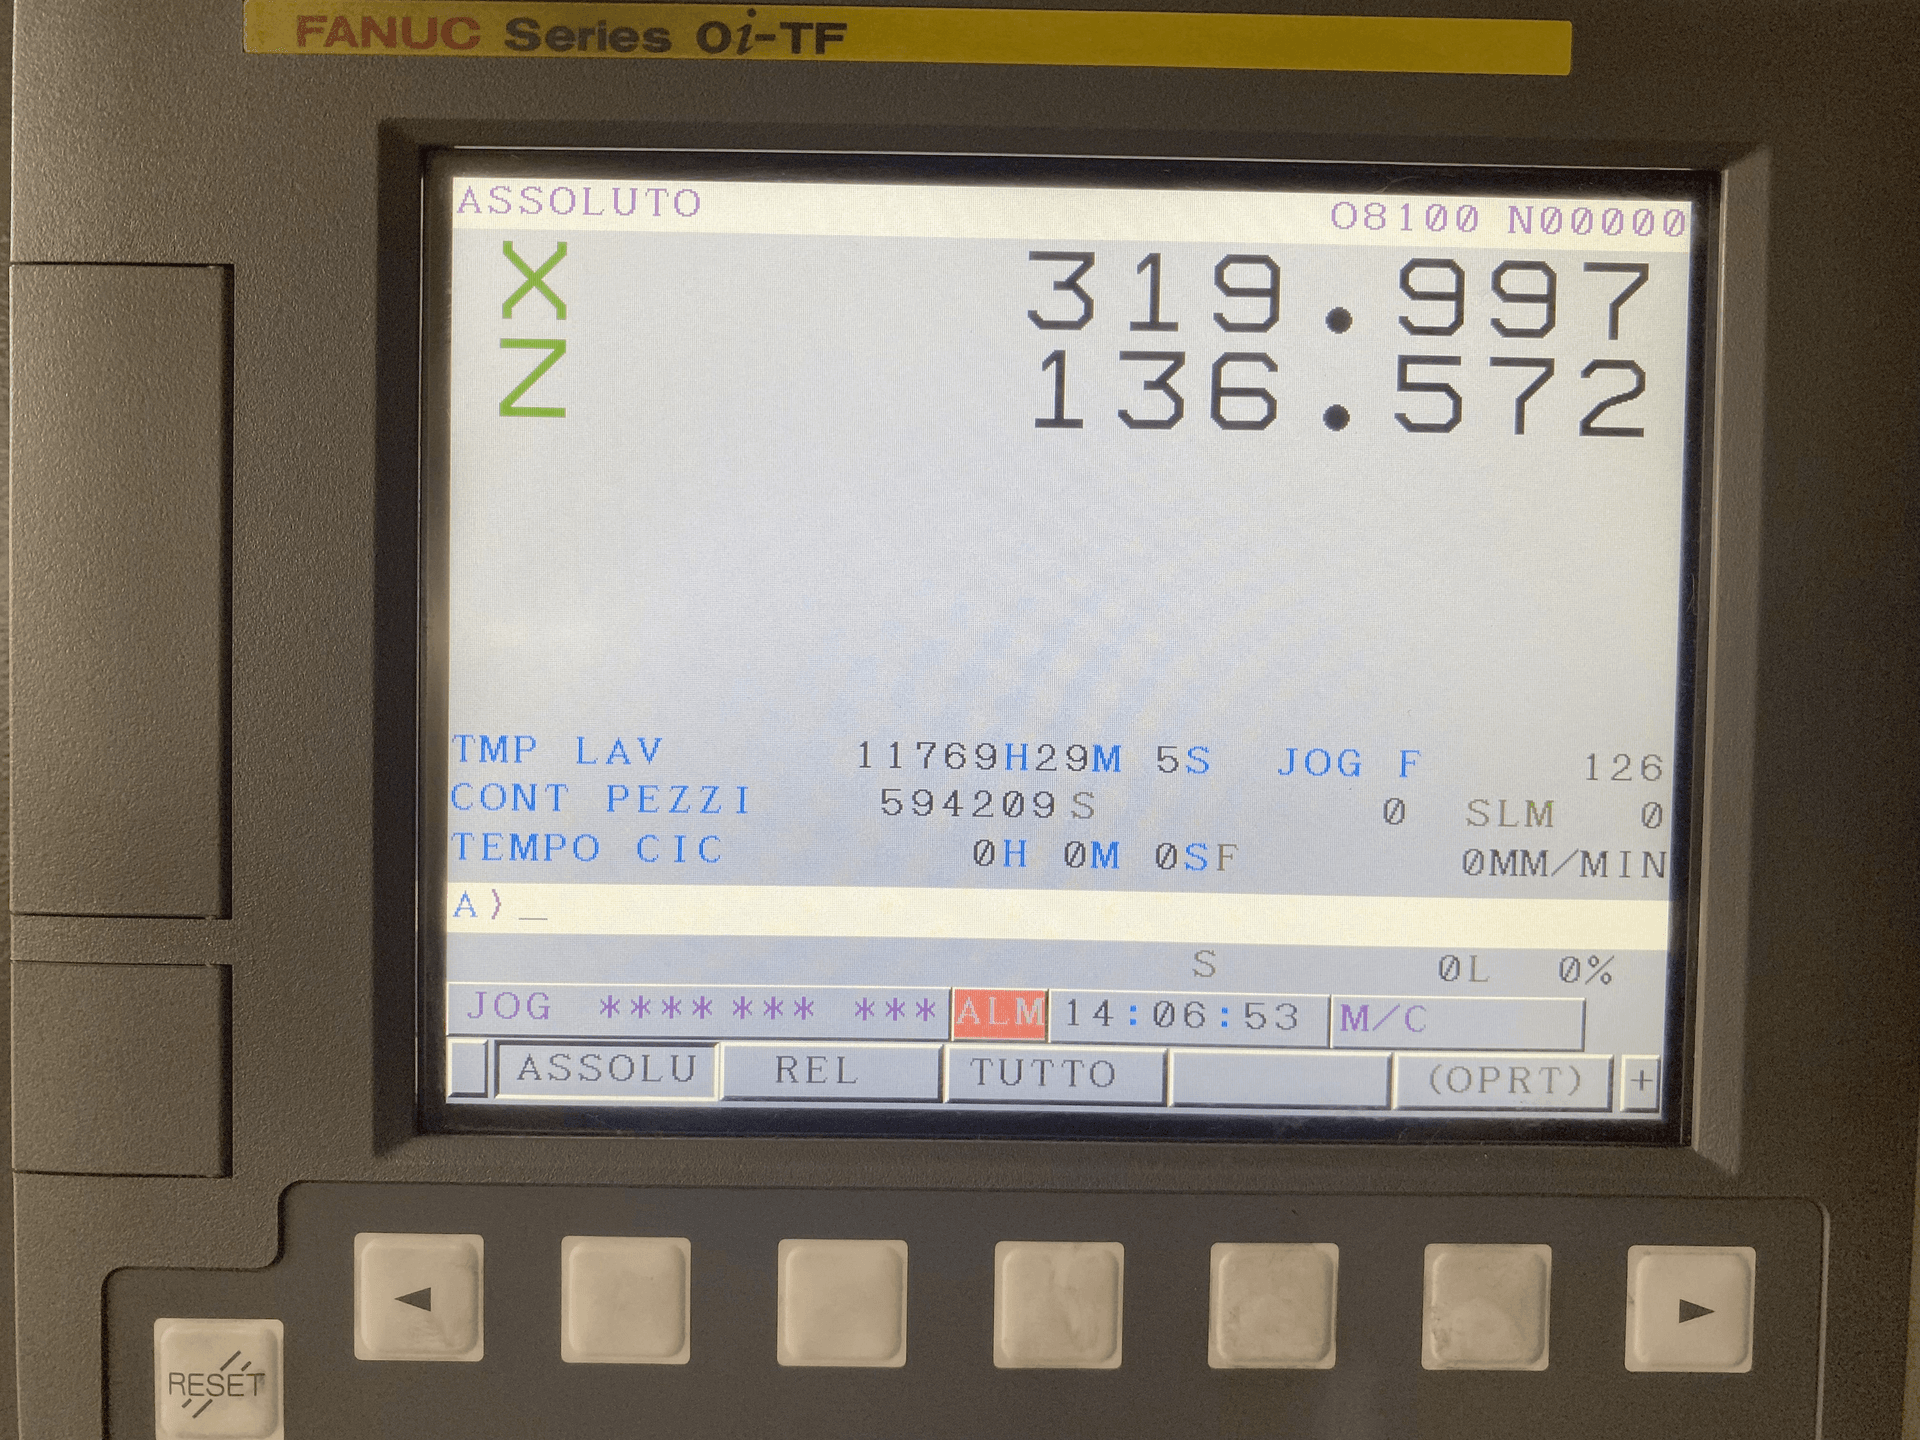 FANUC Series 0i-TF
ASSOLUTO O8100 N00000
X 319.997
Z 136.572
TMP LAV 11769H29M 5S JOG F 126
CONT PEZZI 594209 S 0 SLM 0
TEMPO CIC 0H 0M 0S F 0MM/MIN
A)_
S 0L 0%
JOG **** *** *** ALM 14:06:53 M/C
ASSOLU REL TUTTO (OPRT) +
◄ ►
RESET